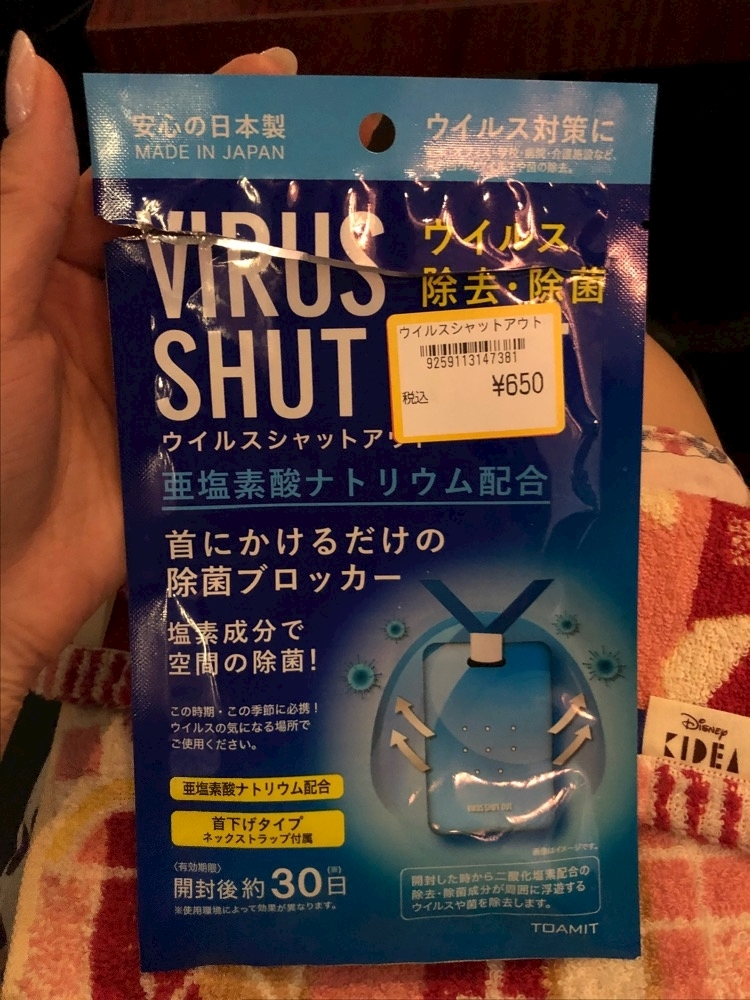 安心の日本製
MADE IN JAPAN
ウイルス対策に
VIRUS
SHUT
ウイルス
除去・除菌
ウイルスシャットアウト
9259113147381
税込
¥650
ウイルスシャットアウト
亜塩素酸ナトリウム配合
首にかけるだけの
除菌ブロッカー
塩素成分で
空間の除菌!
この時期・この季節に必携!
ウイルスの気になる場所で
ご使用ください。
亜塩素酸ナトリウム配合
首下げタイプ
ネックストラップ付属
〈有効期限〉
開封後約30日(※)
※使用環境によって効果が異なります。
VIRUS SHUT OUT
画像はイメージです。
開封した時から二酸化塩素配合の
除去・除菌成分が周囲に浮遊する
ウイルスや菌を除去します。
TOAMIT
Disney
KIDEA